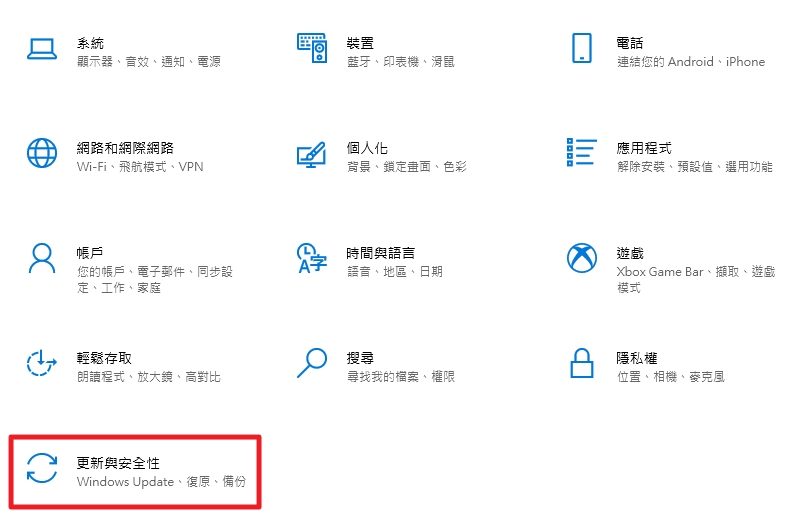 系統
顯示器、音效、通知、電源
裝置
藍牙、印表機、滑鼠
電話
連結您的 Android、iPhone
網路和網際網路
Wi-Fi、飛航模式、VPN
個人化
背景、鎖定畫面、色彩
應用程式
解除安裝、預設值、選用功能
帳戶
您的帳戶、電子郵件、同步設
定、工作、家庭
時間與語言
語音、地區、日期
遊戲
Xbox Game Bar、擷取、遊戲
模式
輕鬆存取
朗讀程式、放大鏡、高對比
搜尋
尋找我的檔案、權限
隱私權
位置、相機、麥克風
更新與安全性
Windows Update、復原、備份